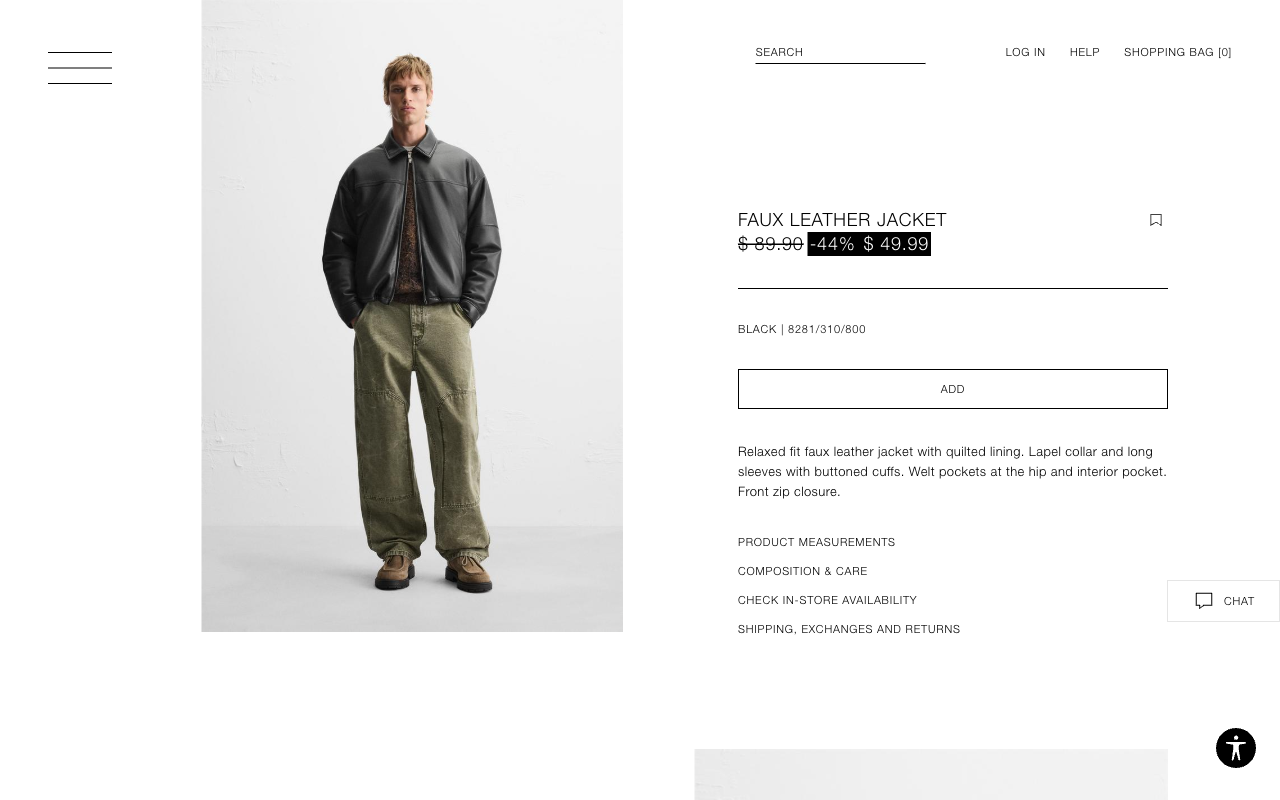 SEARCH
LOG IN
HELP
SHOPPING BAG [0]
FAUX LEATHER JACKET
$ 89.90 -44% $ 49.99
BLACK | 8281/310/800
ADD
Relaxed fit faux leather jacket with quilted lining. Lapel collar and long
sleeves with buttoned cuffs. Welt pockets at the hip and interior pocket.
Front zip closure.
PRODUCT MEASUREMENTS
COMPOSITION & CARE
CHECK IN-STORE AVAILABILITY
SHIPPING, EXCHANGES AND RETURNS
CHAT